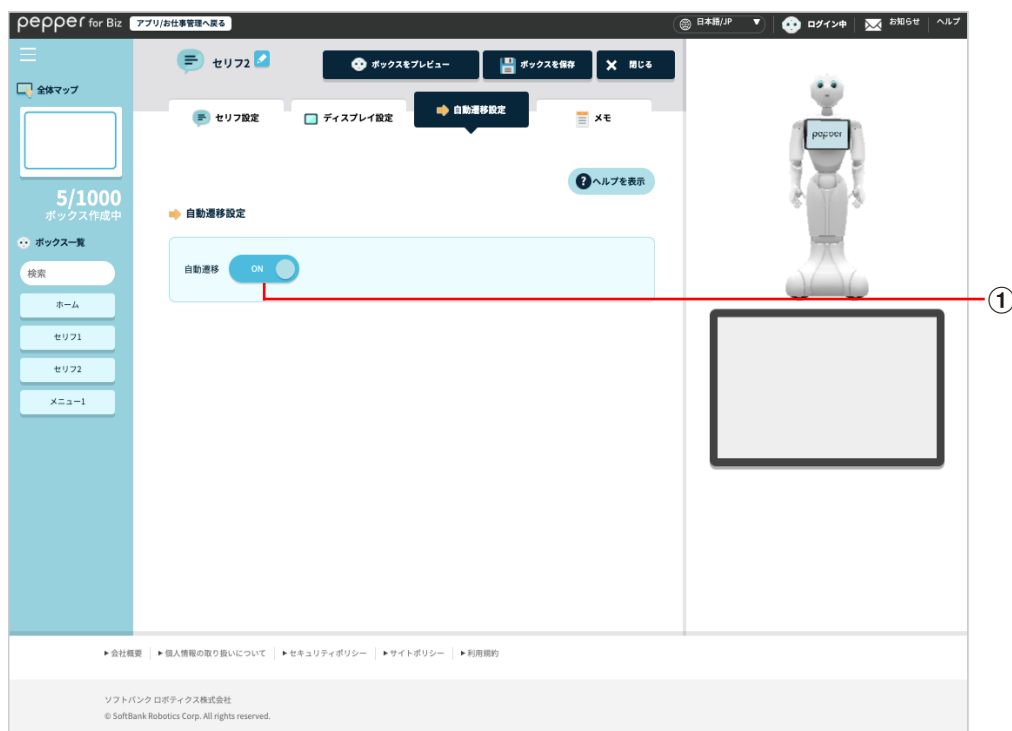 pepper for Biz アプリ/お仕事管理へ戻る 日本語/JP ▼ ログイン中 お知らせ ヘルプ
全体マップ
5/1000
ボックス作成中
ボックス一覧
検索
ホーム
セリフ1
セリフ2
メニュー1
セリフ2 ボックスをプレビュー ボックスを保存 閉じる
セリフ設定 ディスプレイ設定 自動遷移設定 メモ
?ヘルプを表示
自動遷移設定
自動遷移 ON
pepper
①
▶会社概要 ▶個人情報の取り扱いについて ▶セキュリティポリシー ▶サイトポリシー ▶利用規約
ソフトバンク ロボティクス株式会社
© SoftBank Robotics Corp. All rights reserved.